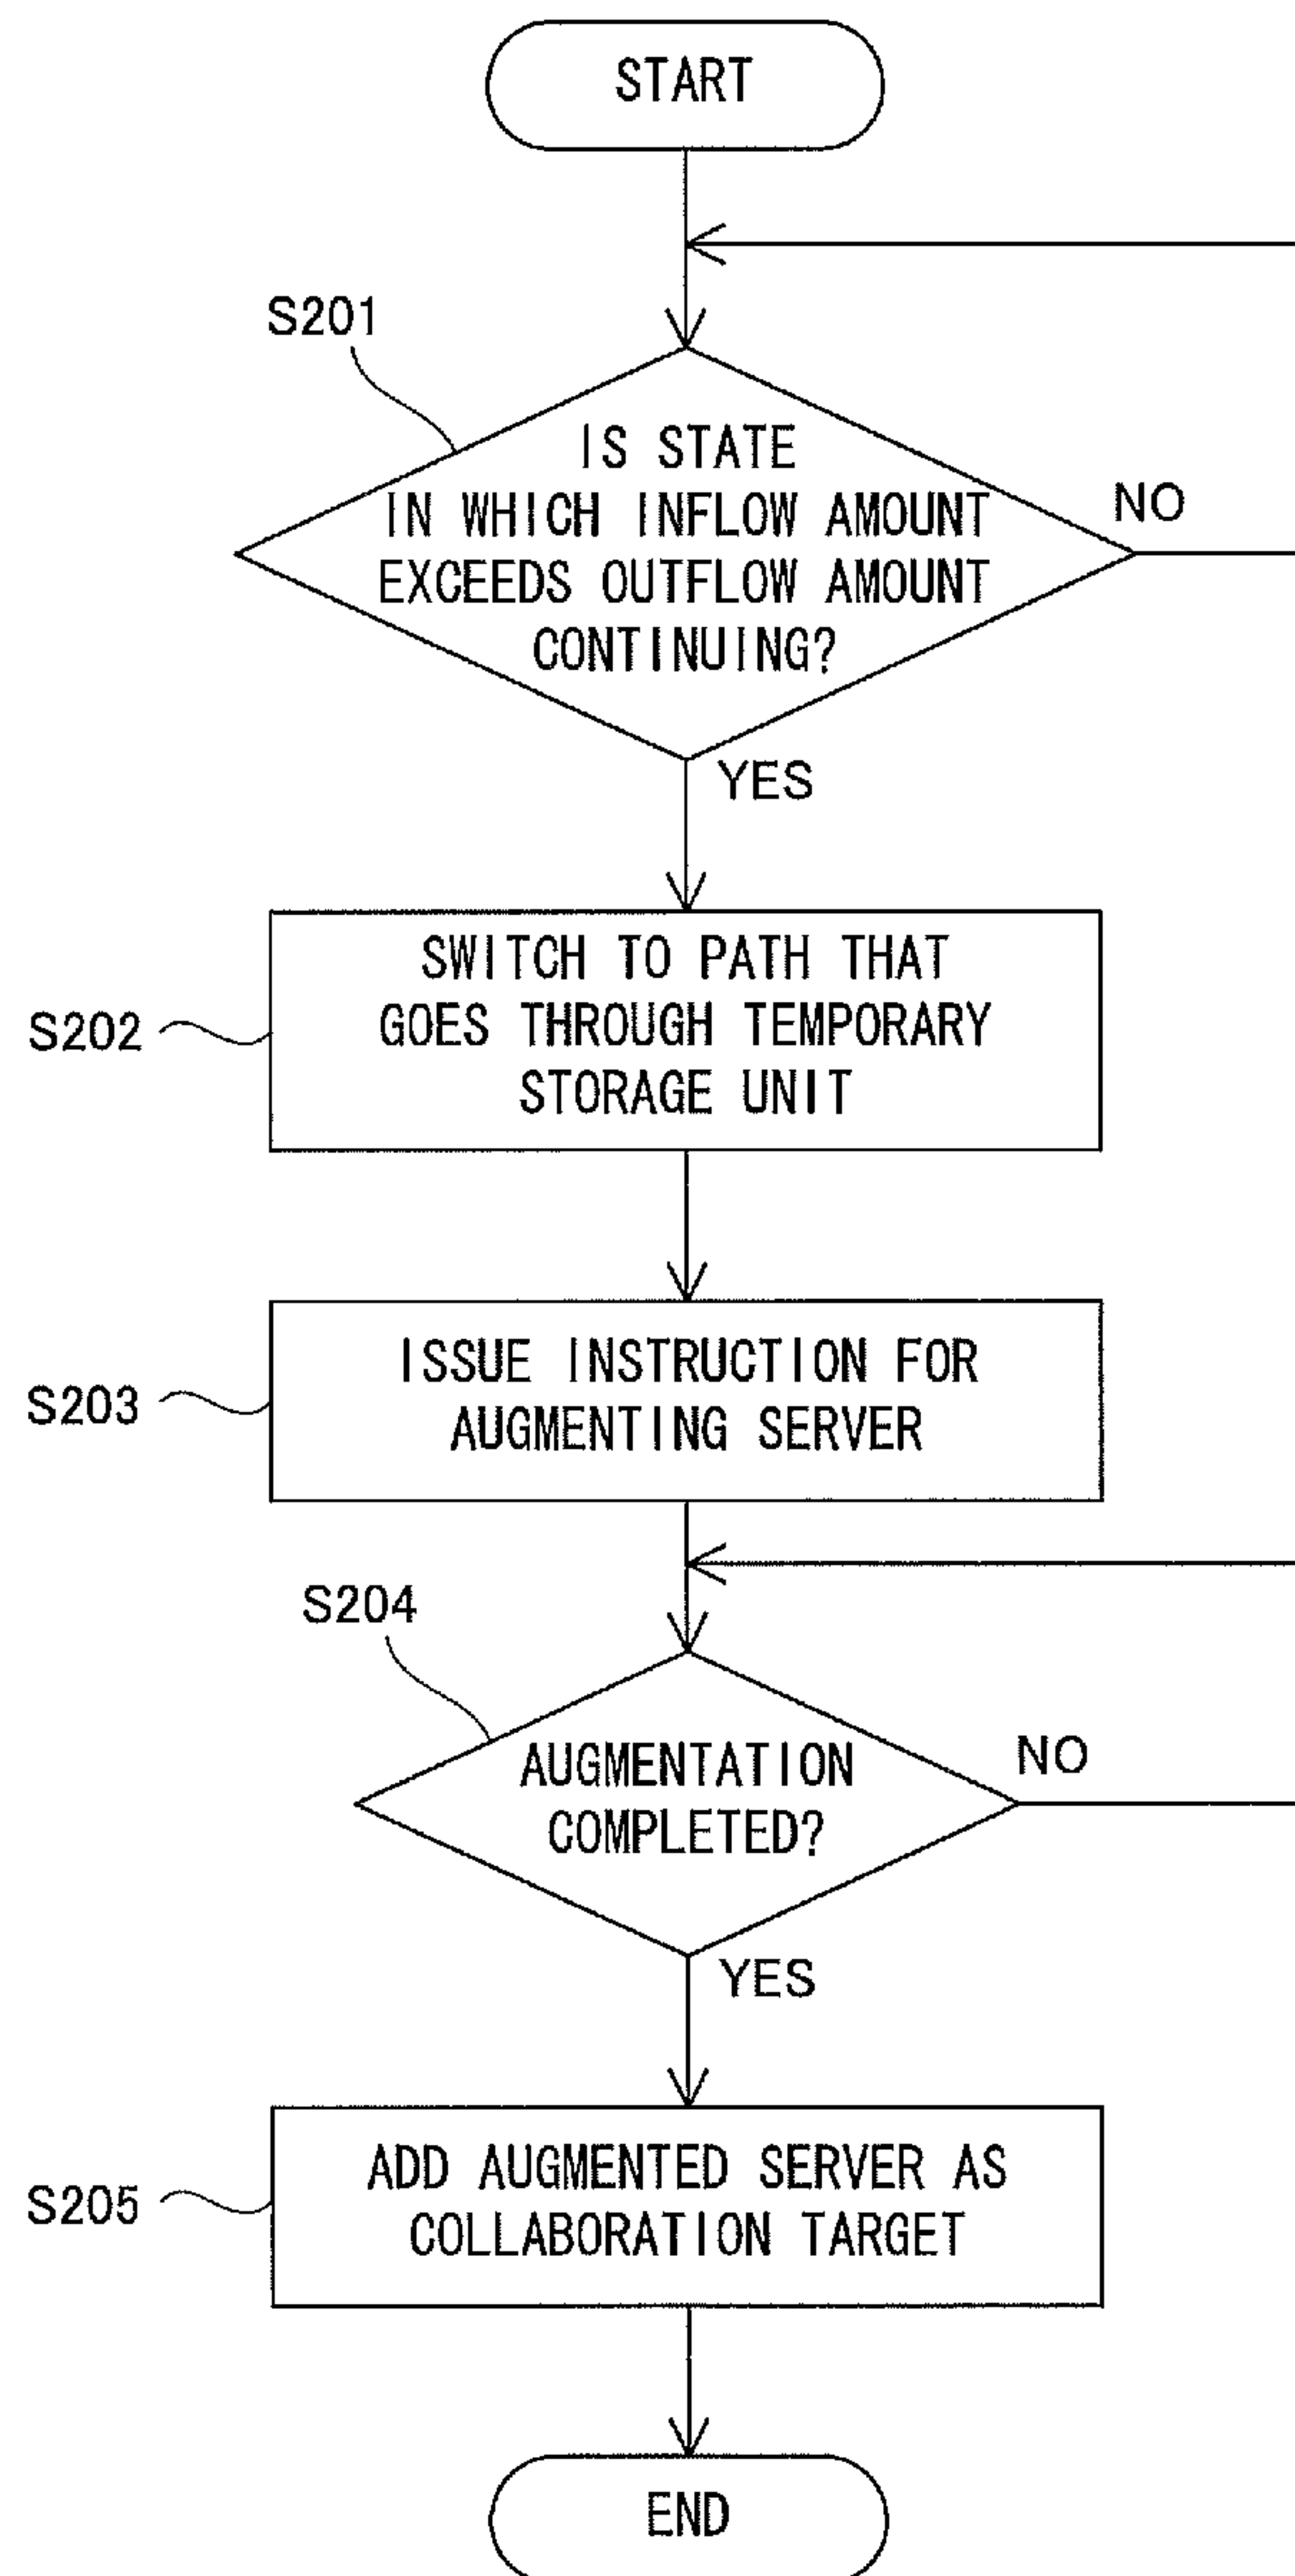 START
S201
IS STATE
IN WHICH INFLOW AMOUNT
EXCEEDS OUTFLOW AMOUNT
CONTINUING?
NO
YES
S202
SWITCH TO PATH THAT
GOES THROUGH TEMPORARY
STORAGE UNIT
S203
ISSUE INSTRUCTION FOR
AUGMENTING SERVER
S204
AUGMENTATION
COMPLETED?
NO
YES
S205
ADD AUGMENTED SERVER AS
COLLABORATION TARGET
END